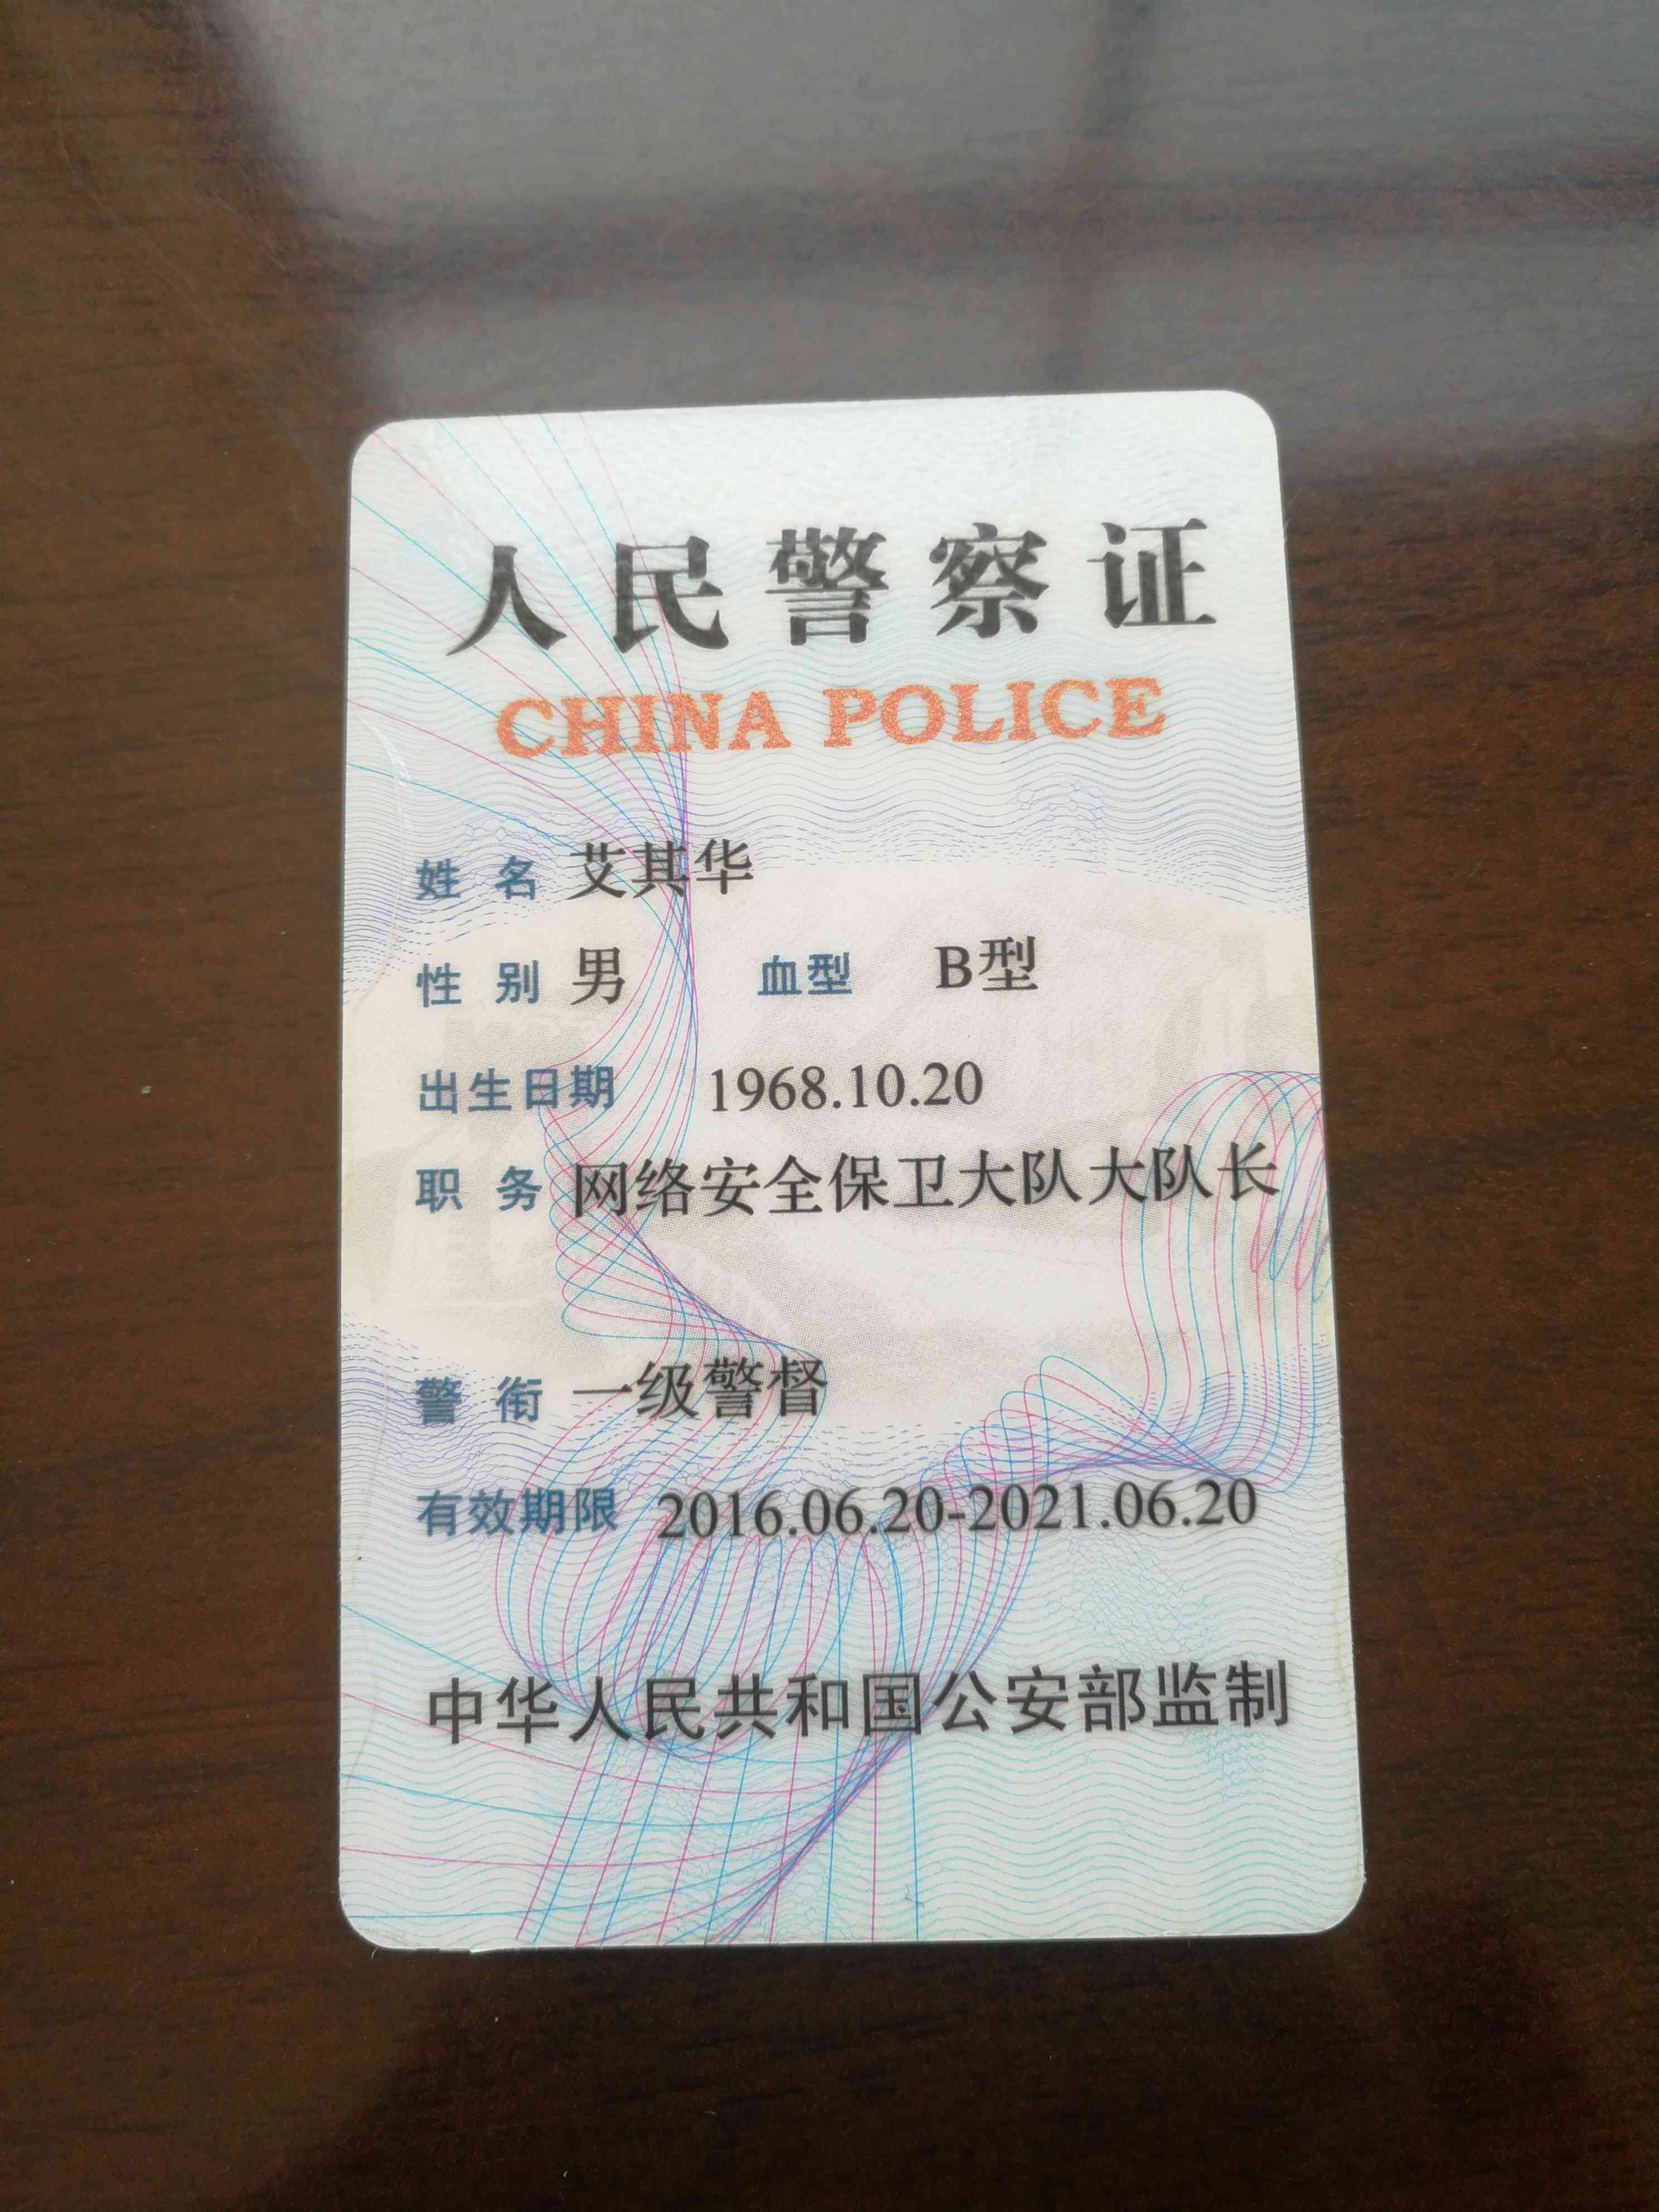 人民警察证
CHINA POLICE
姓名 艾其华
性别 男 血型 B型
出生日期 1968.10.20
职务 网络安全保卫大队大队长
警衔 一级警督
有效期限 2016.06.20-2021.06.20
中华人民共和国公安部监制